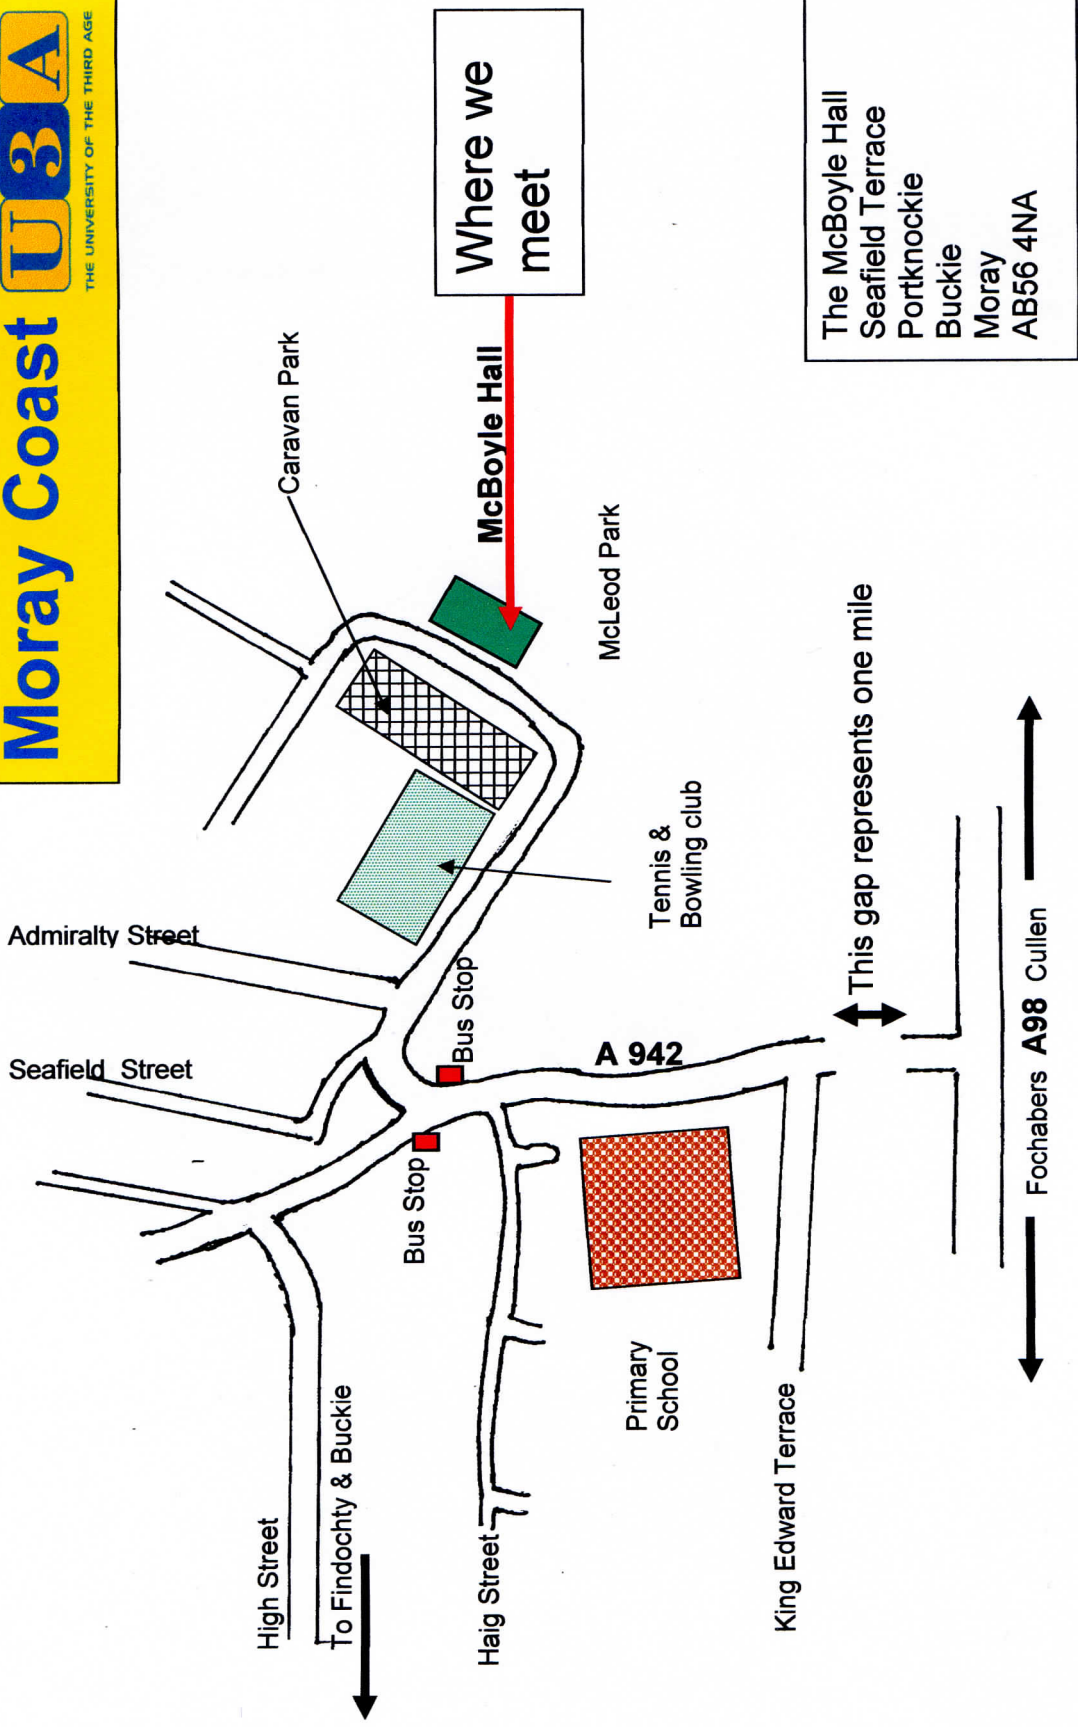 Moray Coast U3A
THE UNIVERSITY OF THE THIRD AGE
Where we
meet
McBoyle Hall
Caravan Park
McLeod Park
Admiralty Street
Seafield Street
Tennis &
Bowling club
Bus Stop
Bus Stop
A 942
This gap represents one mile
High Street
To Findochty & Buckie
Haig Street
Primary
School
King Edward Terrace
Fochabers A98 Cullen
The McBoyle Hall
Seafield Terrace
Portknockie
Buckie
Moray
AB56 4NA